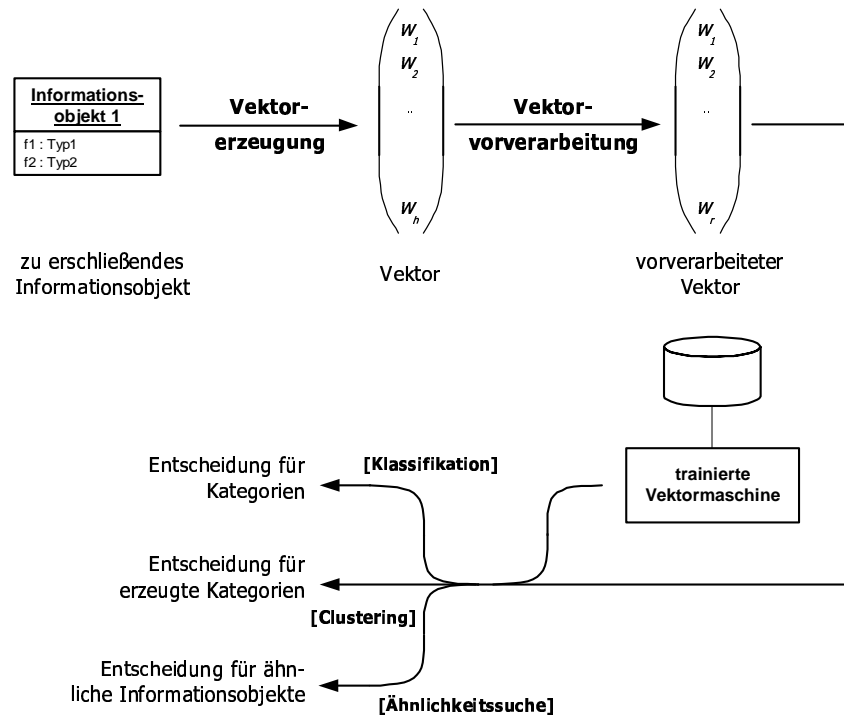 Informations-
objekt 1
f1 : Typ1
f2 : Typ2
zu erschließendes
Informationsobjekt
Vektor-
erzeugung
W1
W2
..
Wh
Vektor
Vektor-
vorverarbeitung
W1
W2
..
Wr
vorverarbeiteter
Vektor
trainierte
Vektormaschine
[Klassifikation]
Entscheidung für
Kategorien
Entscheidung für
erzeugte Kategorien
[Clustering]
Entscheidung für ähn-
liche Informationsobjekte
[Ähnlichkeitssuche]